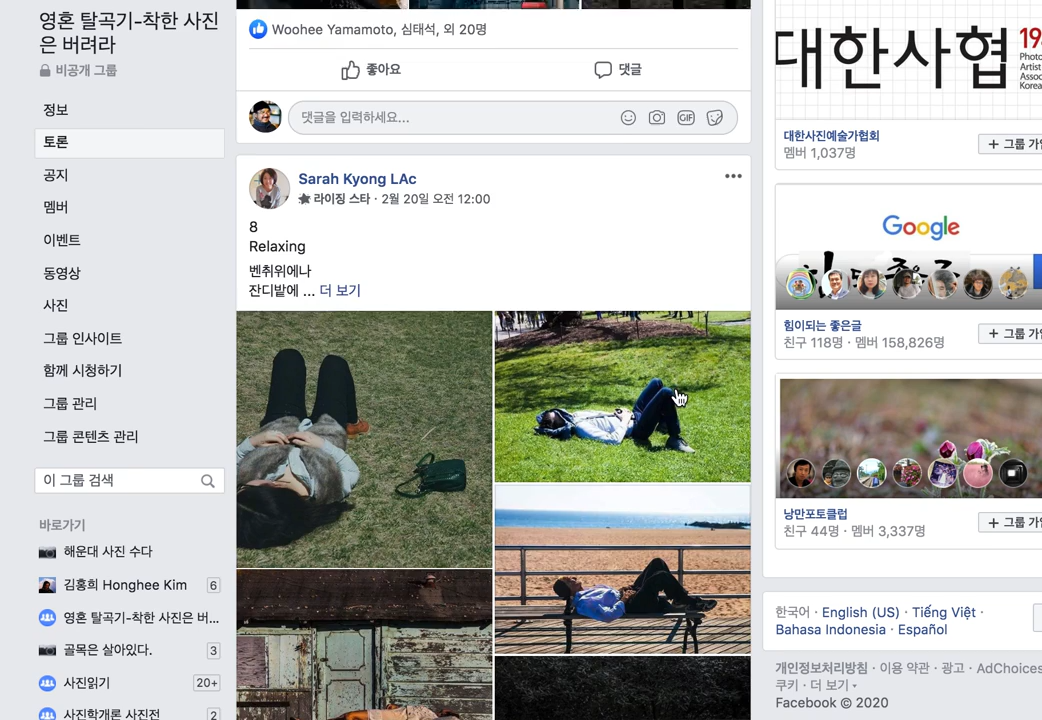 영혼 탈곡기-착한 사진
은 버려라
비공개 그룹
정보
토론
공지
멤버
이벤트
동영상
사진
그룹 인사이트
함께 시청하기
그룹 관리
그룹 콘텐츠 관리
이 그룹 검색
바로가기
해운대 사진 수다
김홍희 Honghee Kim 6
영혼 탈곡기-착한 사진은 버...
골목은 살아있다. 3
사진읽기 20+
사진학개론 사진전 2
Woohee Yamamoto, 심태석, 외 20명
좋아요 댓글
댓글을 입력하세요...
GIF
Sarah Kyong LAc
라이징 스타 · 2월 20일 오전 12:00
8
Relaxing
벤취위에나
잔디밭에 ... 더 보기
대한사협
대한사진예술가협회
멤버 1,037명
+ 그룹 가
Google
힘이되는 좋은글
친구 118명 · 멤버 158,826명
+ 그룹 가
낭만포토클럽
친구 44명 · 멤버 3,337명
+ 그룹 가
한국어 · English (US) · Tiếng Việt ·
Bahasa Indonesia · Español
개인정보처리방침 · 이용 약관 · 광고 · AdChoices
쿠키 · 더 보기
Facebook © 2020